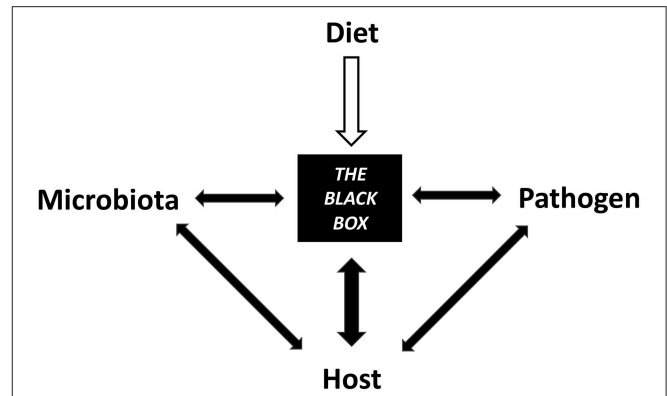 Diet
THE
BLACK
BOX
Microbiota
Pathogen
Host